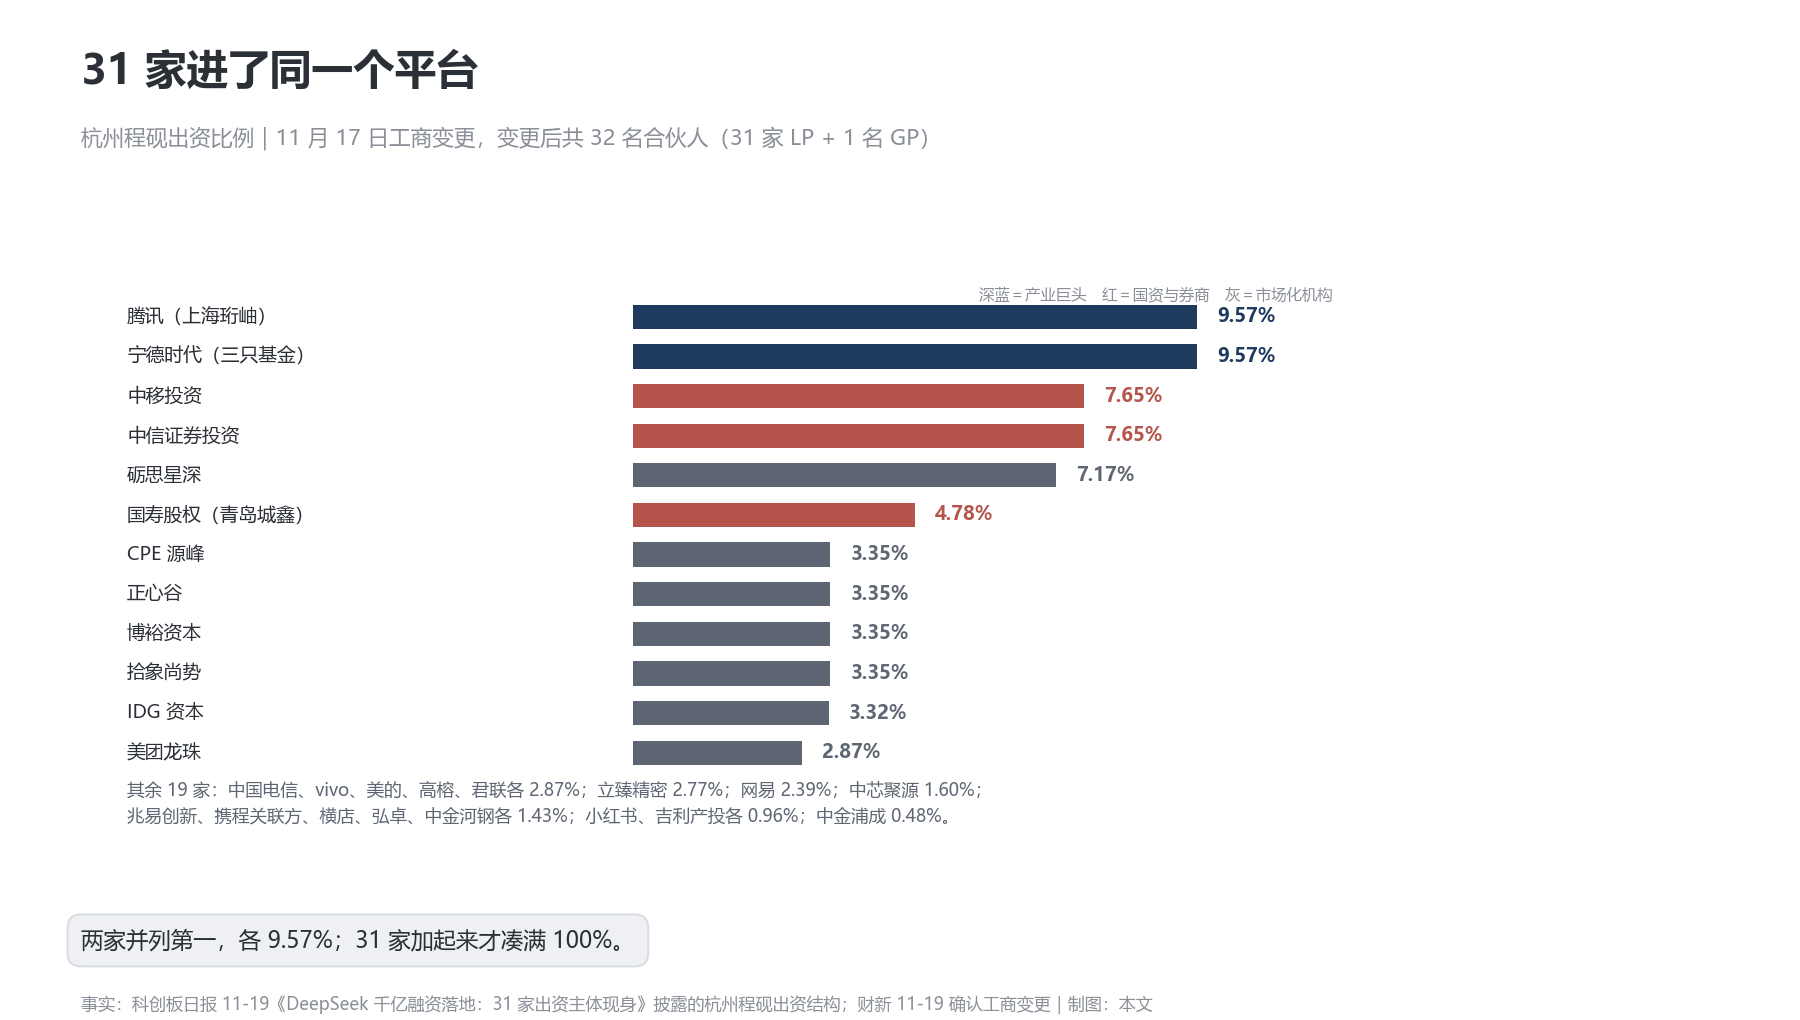 31 家进了同一个平台
杭州程砚出资比例 | 11 月 17 日工商变更，变更后共 32 名合伙人（31 家 LP + 1 名 GP）
深蓝＝产业巨头　红＝国资与券商　灰＝市场化机构
腾讯（上海珩岫） 9.57%
宁德时代（三只基金） 9.57%
中移投资 7.65%
中信证券投资 7.65%
砺思星深 7.17%
国寿股权（青岛城鑫） 4.78%
CPE 源峰 3.35%
正心谷 3.35%
博裕资本 3.35%
拾象尚势 3.35%
IDG 资本 3.32%
美团龙珠 2.87%
其余 19 家：中国电信、vivo、美的、高榕、君联各 2.87%；立臻精密 2.77%；网易 2.39%；中芯聚源 1.60%；
兆易创新、携程关联方、横店、弘卓、中金河钢各 1.43%；小红书、吉利产投各 0.96%；中金浦成 0.48%。
两家并列第一，各 9.57%；31 家加起来才凑满 100%。
事实：科创板日报 11-19《DeepSeek 千亿融资落地：31 家出资主体现身》披露的杭州程砚出资结构；财新 11-19 确认工商变更 | 制图：本文